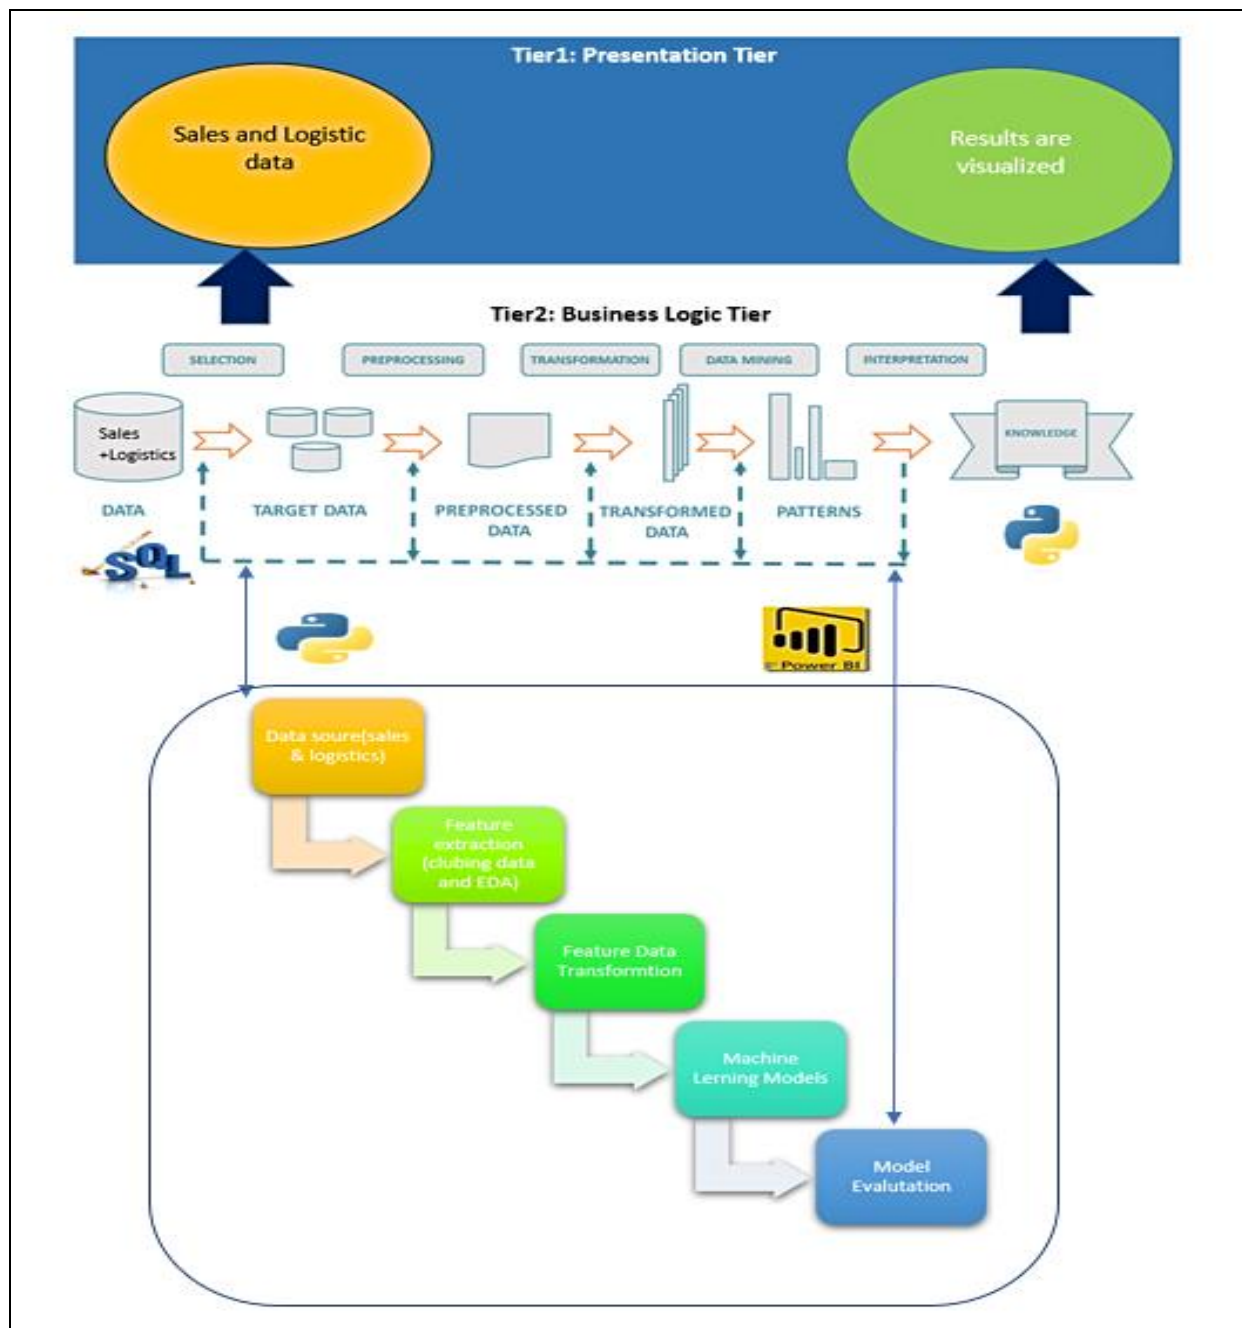 Tier1: Presentation Tier
Sales and Logistic
data
Results are
visualized
Tier2: Business Logic Tier
SELECTION
PREPROCESSING
TRANSFORMATION
DATA MINING
INTERPRETATION
Sales
+Logistics
KNOWLEDGE
DATA
TARGET DATA
PREPROCESSED
DATA
TRANSFORMED
DATA
PATTERNS
SQL
Power BI
Data soure(sales
& logistics)
Feature
extraction
(clubing data
and EDA)
Feature Data
Transformtion
Machine
Lerning Models
Model
Evalutation